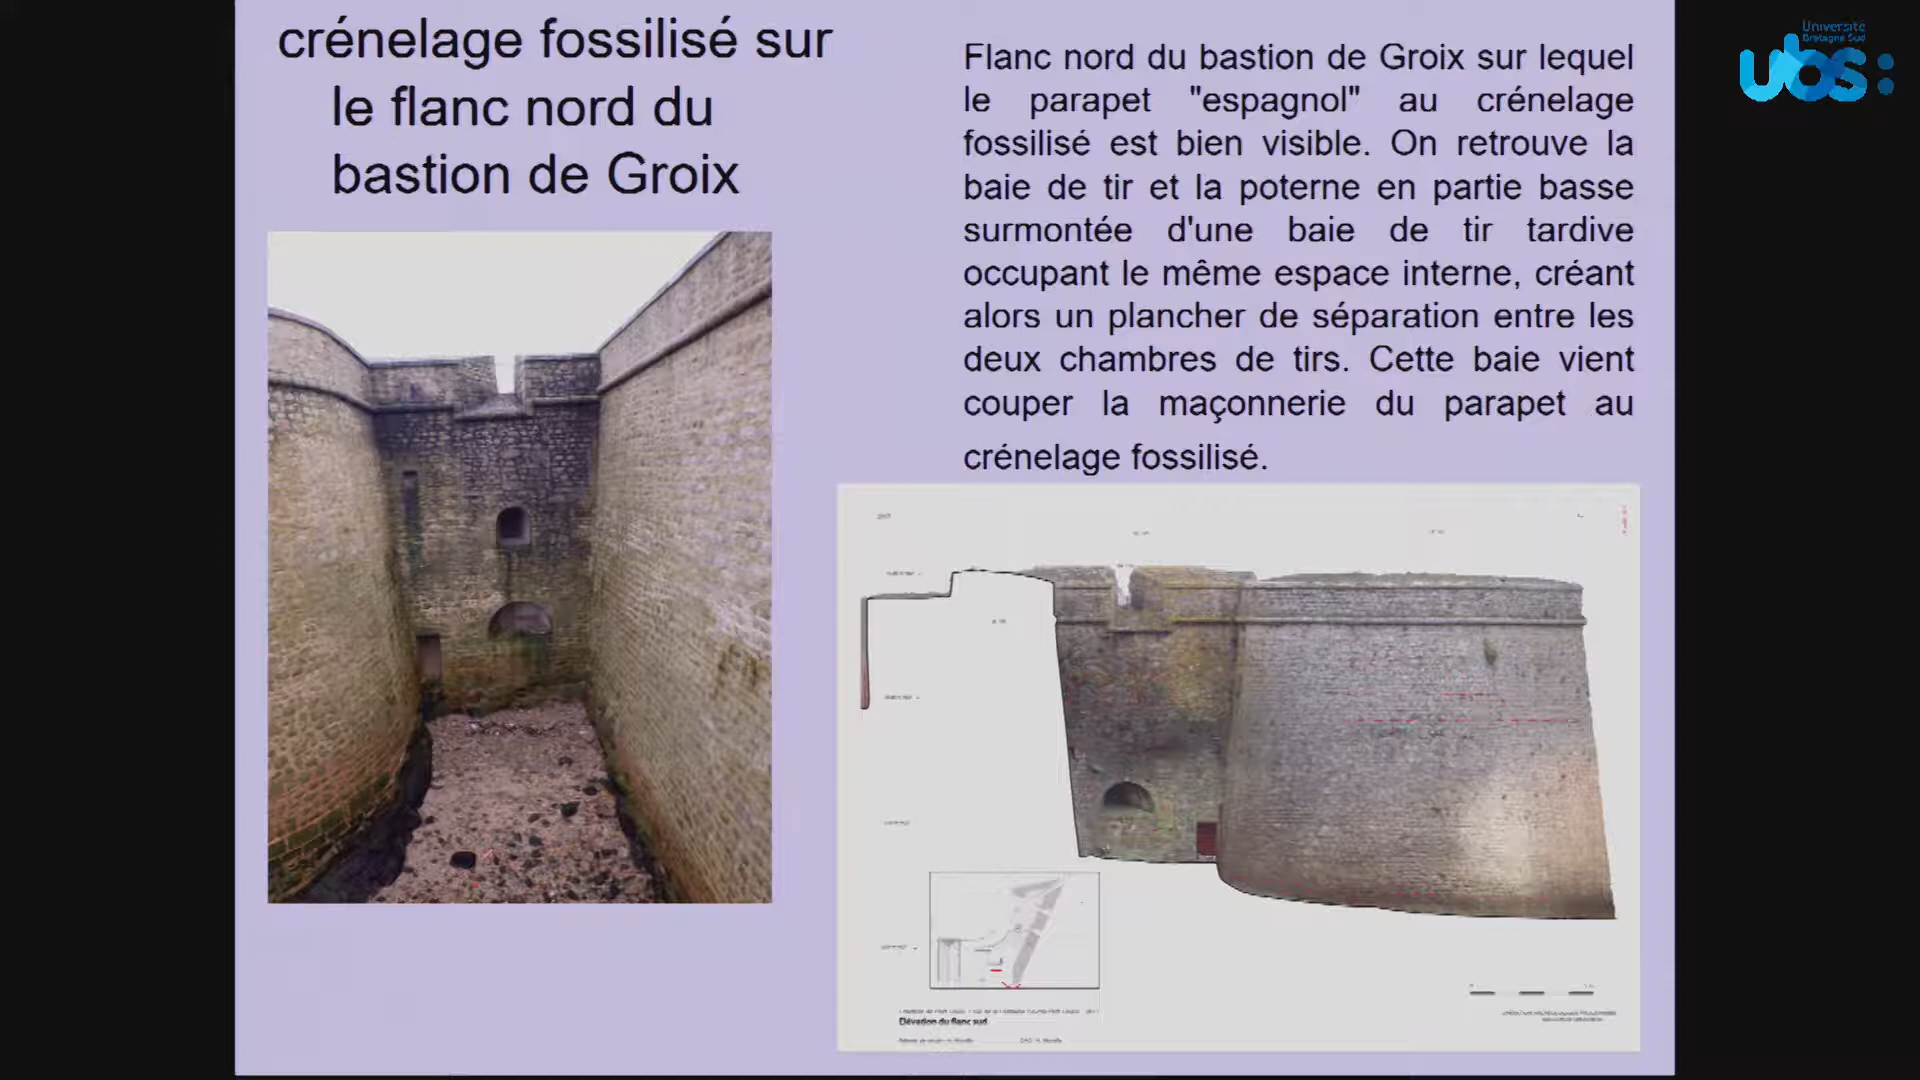 crénelage fossilisé sur
le flanc nord du
bastion de Groix
Flanc nord du bastion de Groix sur lequel
le parapet "espagnol" au crénelage
fossilisé est bien visible. On retrouve la
baie de tir et la poterne en partie basse
surmontée d'une baie de tir tardive
occupant le même espace interne, créant
alors un plancher de séparation entre les
deux chambres de tirs. Cette baie vient
couper la maçonnerie du parapet au
crénelage fossilisé.
Université
Bretagne Sud
ubs:
Elévation du flanc sud